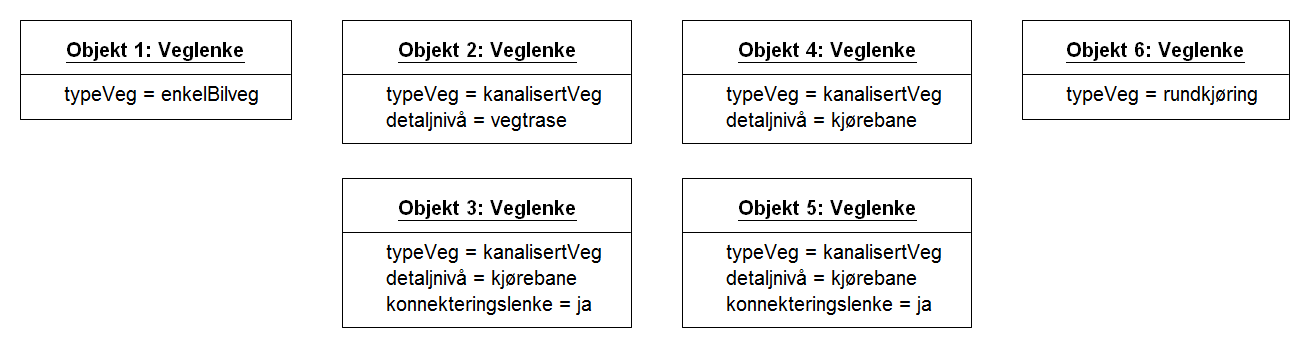 Objekt 1: Veglenke
typeVeg = enkelBilveg
Objekt 2: Veglenke
typeVeg = kanalisertVeg
detaljnivå = vegtrase
Objekt 4: Veglenke
typeVeg = kanalisertVeg
detaljnivå = kjørebane
Objekt 6: Veglenke
typeVeg = rundkjøring
Objekt 3: Veglenke
typeVeg = kanalisertVeg
detaljnivå = kjørebane
konnekteringslenke = ja
Objekt 5: Veglenke
typeVeg = kanalisertVeg
detaljnivå = kjørebane
konnekteringslenke = ja